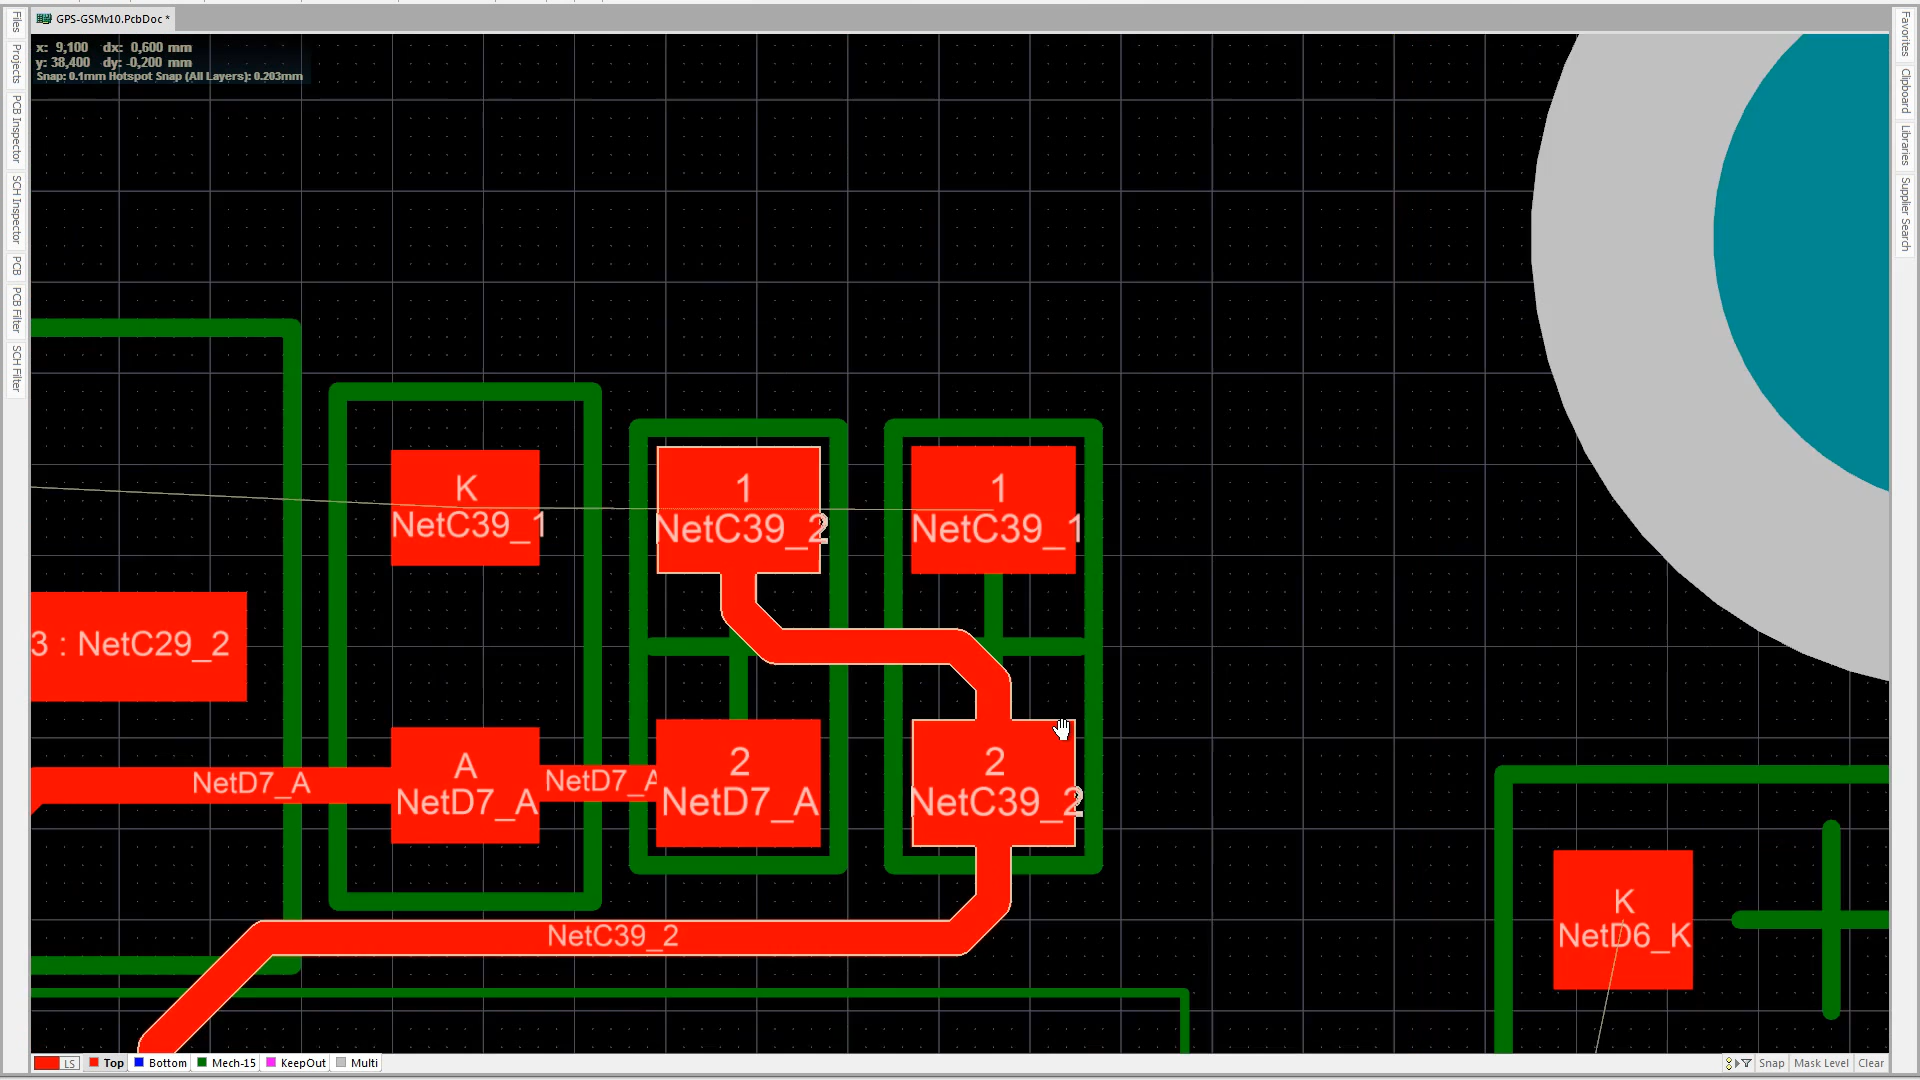 GPS-GSMv10.PcbDoc *
x: 9,100 dx: 0,600 mm
y: 38,400 dy: -0,200 mm
Snap: 0.1mm Hotspot Snap (All Layers): 0.203mm
Files
Projects
PCB Inspector
SCH Inspector
PCB
PCB Filter
SCH Filter
Favorites
Clipboard
Libraries
Supplier Search
K
NetC39_1
1
NetC39_2
1
NetC39_1
3 : NetC29_2
NetD7_A
A
NetD7_A
NetD7_A
2
NetD7_A
2
NetC39_2
NetC39_2
K
NetD6_K
LS
Top
Bottom
Mech-15
KeepOut
Multi
Snap
Mask Level
Clear